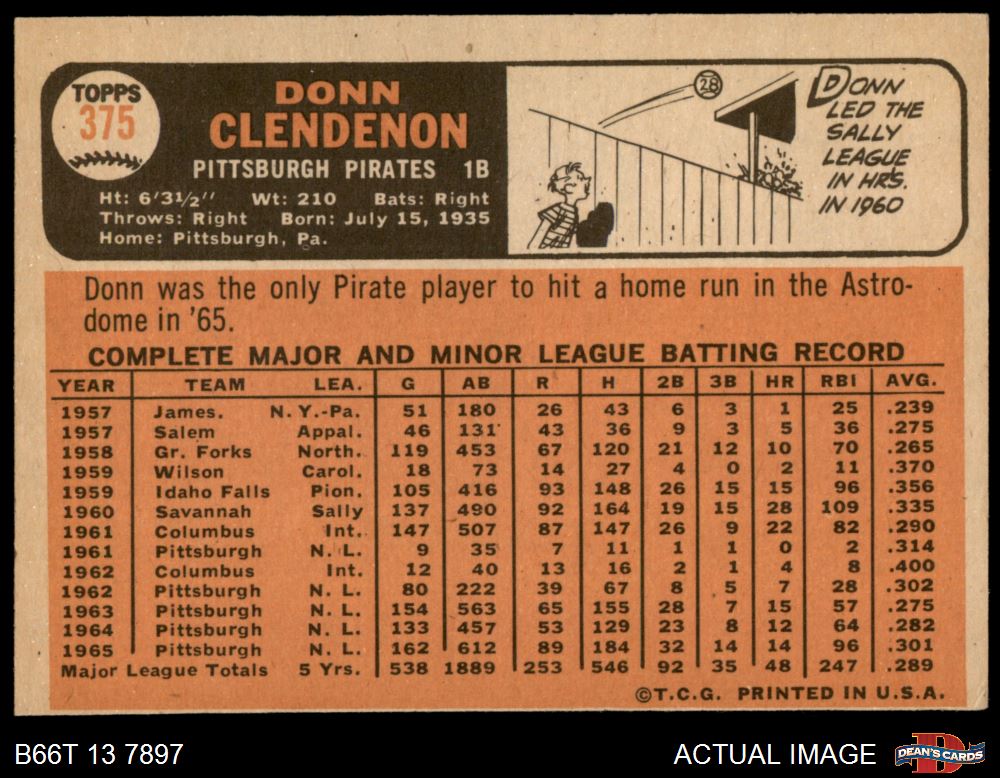 TOPPS
375
DONN
CLENDENON
PITTSBURGH PIRATES 1B
Ht: 6'3½" Wt: 210 Bats: Right
Throws: Right Born: July 15, 1935
Home: Pittsburgh, Pa.
28
DONN
LED THE
SALLY
LEAGUE
IN HRS.
IN 1960
Donn was the only Pirate player to hit a home run in the Astro-
dome in '65.
COMPLETE MAJOR AND MINOR LEAGUE BATTING RECORD
YEAR TEAM LEA. G AB R H 2B 3B HR RBI AVG.
1957 James. N.Y.-Pa. 51 180 26 43 6 3 1 25 .239
1957 Salem Appal. 46 131 43 36 9 3 5 36 .275
1958 Gr. Forks North. 119 453 67 120 21 12 10 70 .265
1959 Wilson Carol. 18 73 14 27 4 0 2 11 .370
1959 Idaho Falls Pion. 105 416 93 148 26 15 15 96 .356
1960 Savannah Sally 137 490 92 164 19 15 28 109 .335
1961 Columbus Int. 147 507 87 147 26 9 22 82 .290
1961 Pittsburgh N. L. 9 35 7 11 1 1 0 2 .314
1962 Columbus Int. 12 40 13 16 2 1 4 8 .400
1962 Pittsburgh N. L. 80 222 39 67 8 5 7 28 .302
1963 Pittsburgh N. L. 154 563 65 155 28 7 15 57 .275
1964 Pittsburgh N. L. 133 457 53 129 23 8 12 64 .282
1965 Pittsburgh N. L. 162 612 89 184 32 14 14 96 .301
Major League Totals 5 Yrs. 538 1889 253 546 92 35 48 247 .289
©T.C.G. PRINTED IN U.S.A.
B66T 13 7897
ACTUAL IMAGE
D
DEAN'S CARDS